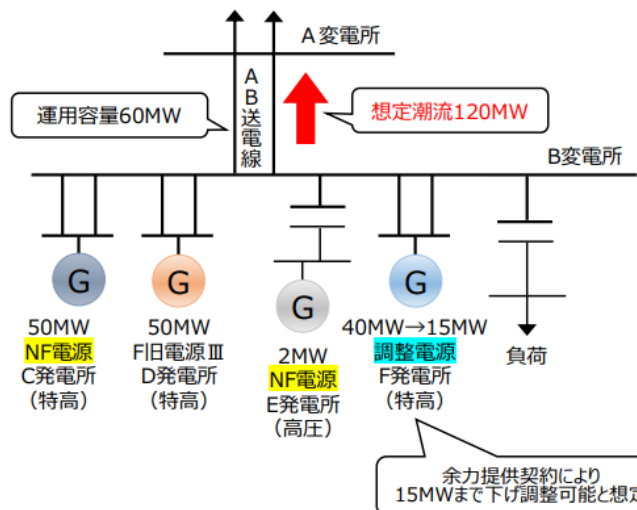 A変電所
AB送電線
運用容量60MW
想定潮流120MW
B変電所
G
G
G
G
50MW
NF電源
C発電所
(特高)
50MW
F旧電源Ⅲ
D発電所
(特高)
2MW
NF電源
E発電所
(高圧)
40MW→15MW
調整電源
F発電所
(特高)
負荷
余力提供契約により
15MWまで下げ調整可能と想定